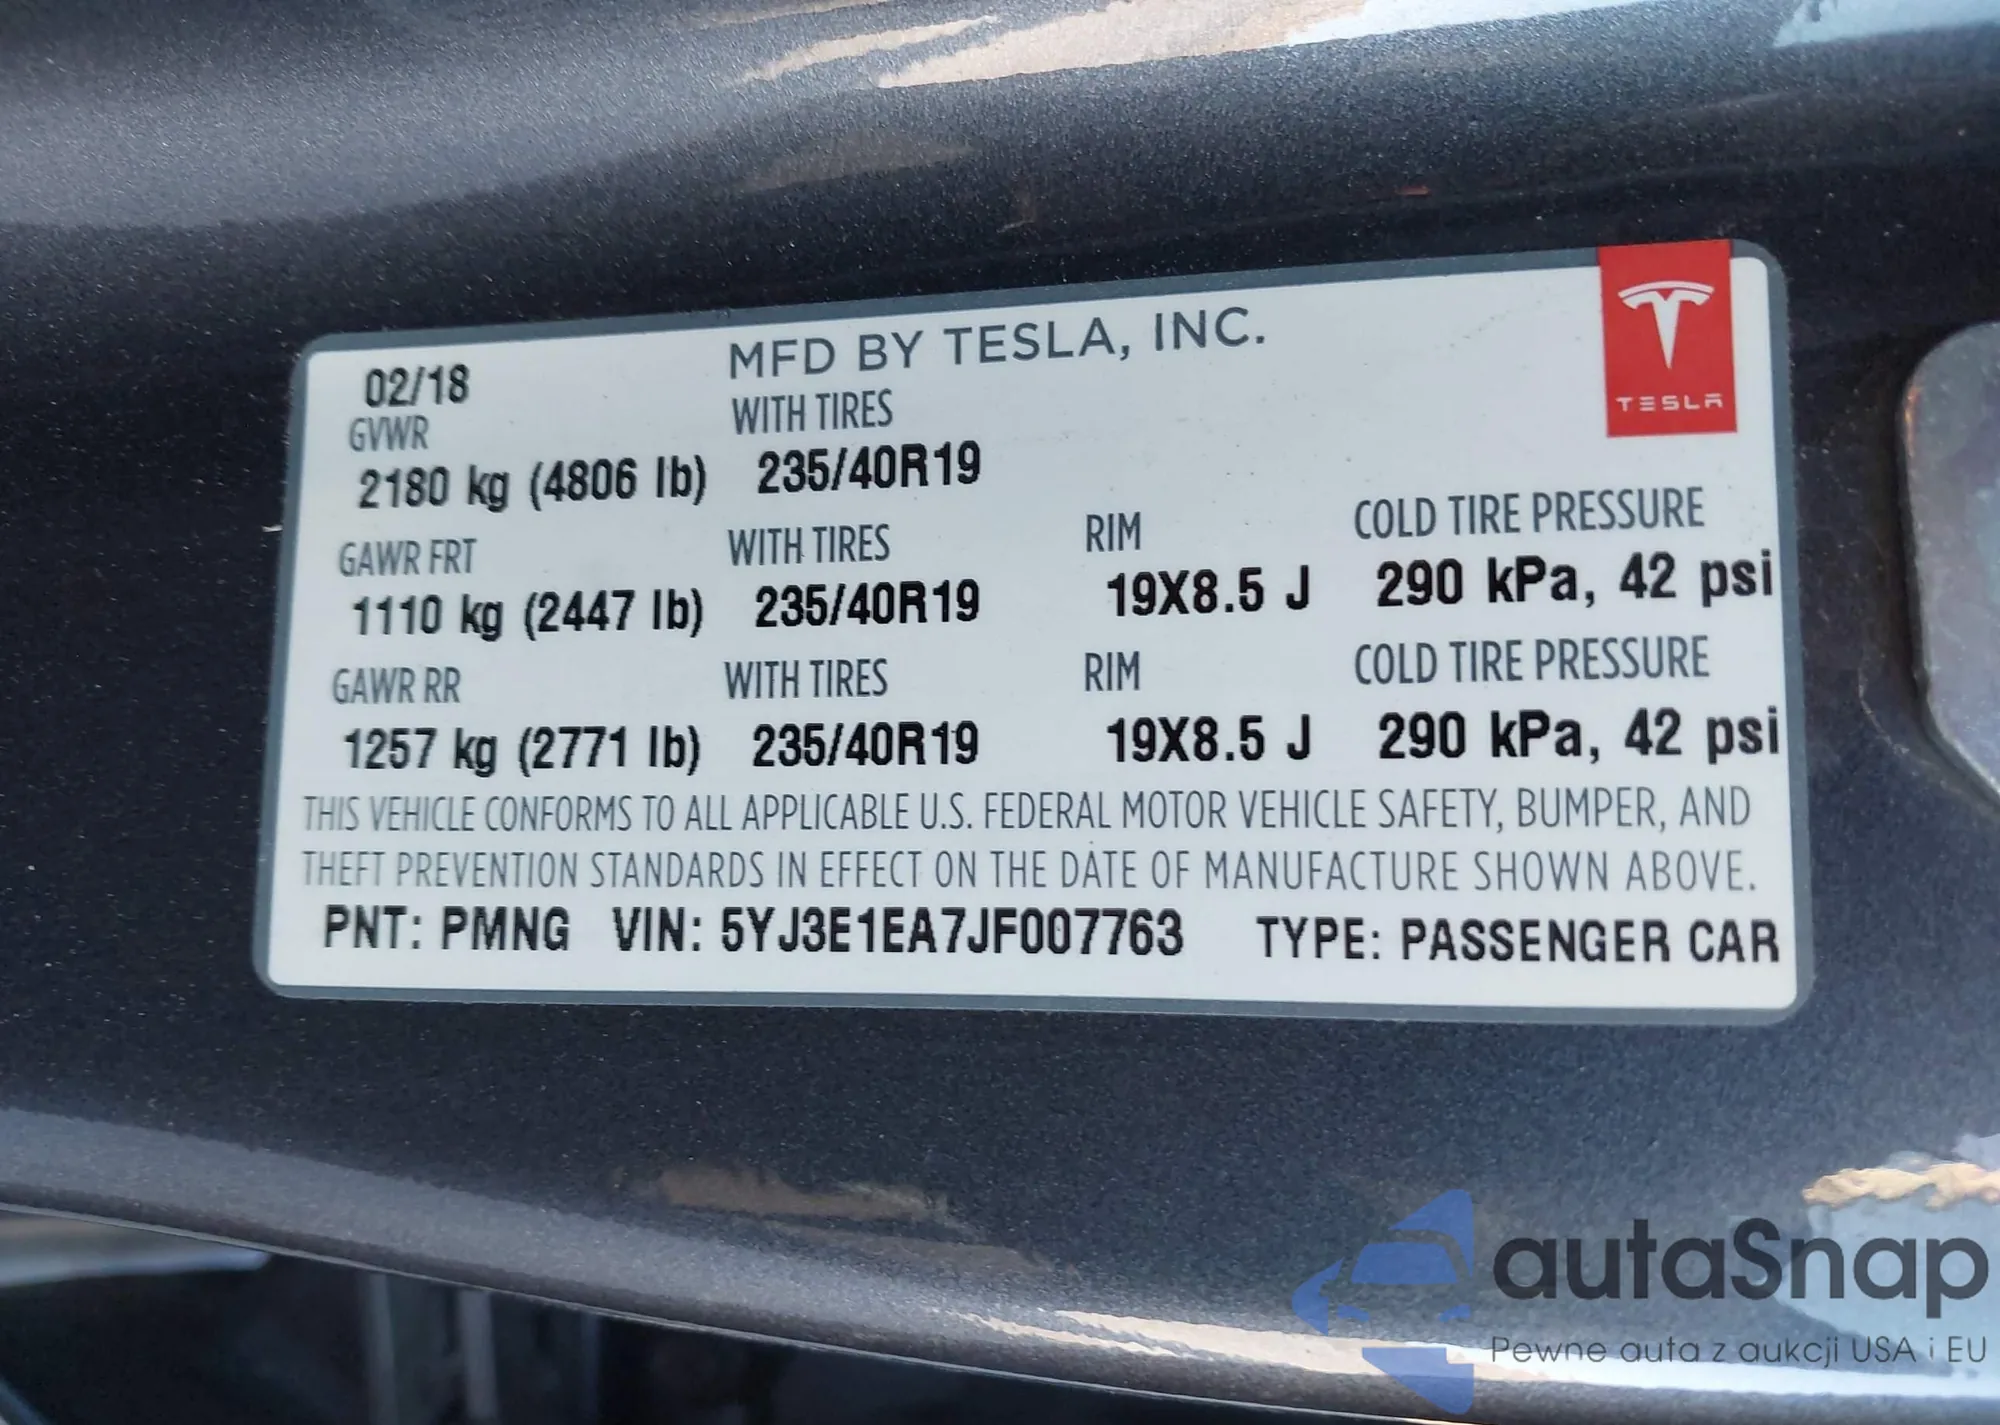 MFD BY TESLA, INC.
TESLA
02/18
GVWR WITH TIRES
2180 kg (4806 lb) 235/40R19
GAWR FRT WITH TIRES RIM COLD TIRE PRESSURE
1110 kg (2447 lb) 235/40R19 19X8.5 J 290 kPa, 42 psi
GAWR RR WITH TIRES RIM COLD TIRE PRESSURE
1257 kg (2771 lb) 235/40R19 19X8.5 J 290 kPa, 42 psi
THIS VEHICLE CONFORMS TO ALL APPLICABLE U.S. FEDERAL MOTOR VEHICLE SAFETY, BUMPER, AND
THEFT PREVENTION STANDARDS IN EFFECT ON THE DATE OF MANUFACTURE SHOWN ABOVE.
PNT: PMNG VIN: 5YJ3E1EA7JF007763 TYPE: PASSENGER CAR
autaSnap
Pewne auta z aukcji USA i EU